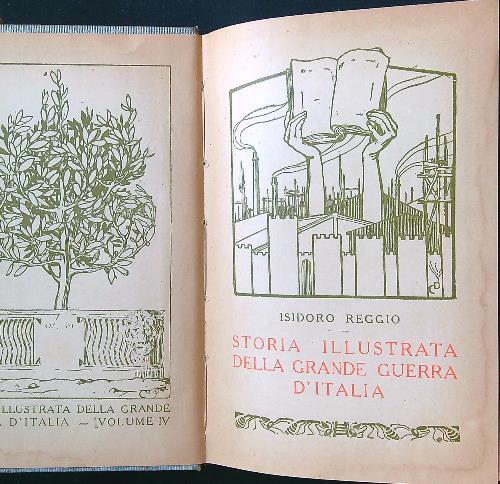 ILLUSTRATA DELLA GRANDE
D'ITALIA — VOLUME IV
ISIDORO REGGIO
STORIA ILLUSTRATA
DELLA GRANDE GUERRA
D'ITALIA